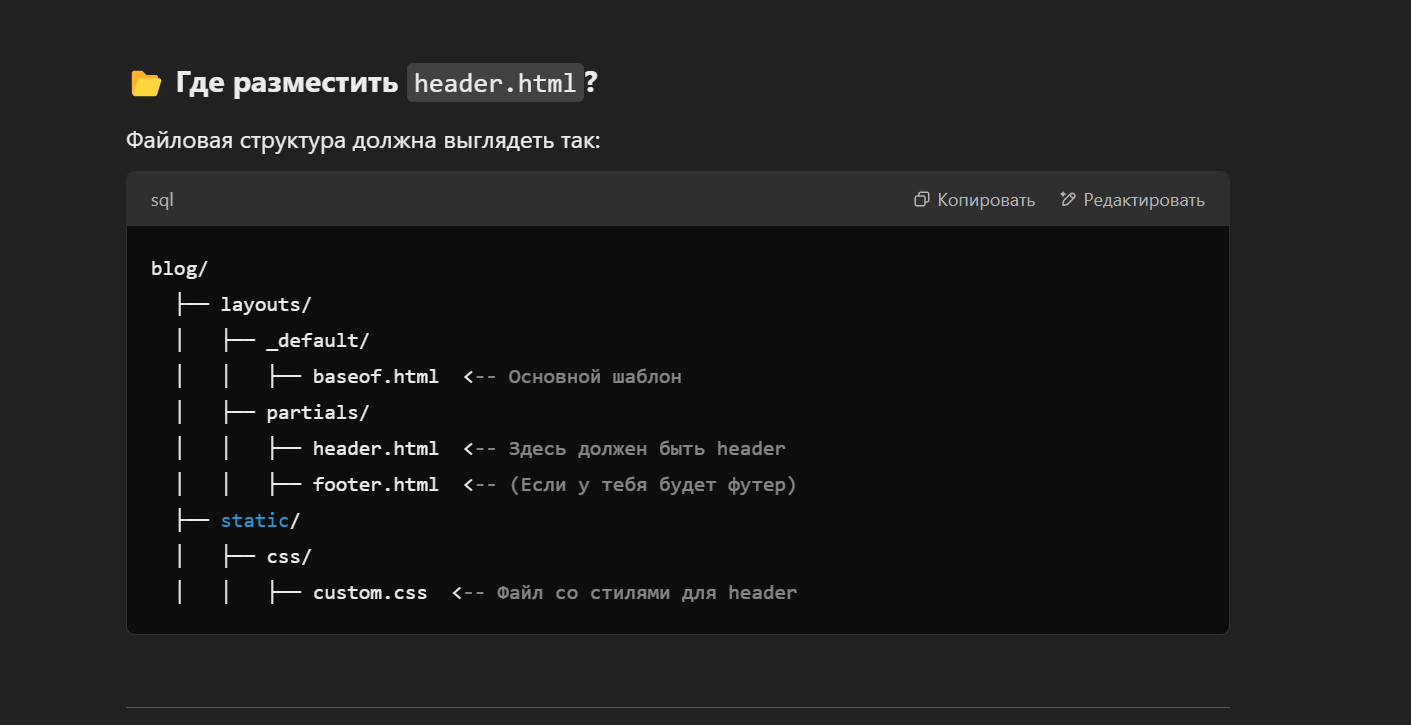 Где разместить header.html?
Файловая структура должна выглядеть так:
sql
Копировать
Редактировать
blog/
├── layouts/
│   ├── _default/
│   │   ├── baseof.html  <-- Основной шаблон
│   ├── partials/
│   │   ├── header.html  <-- Здесь должен быть header
│   │   ├── footer.html  <-- (Если у тебя будет футер)
├── static/
│   ├── css/
│   │   ├── custom.css  <-- Файл со стилями для header